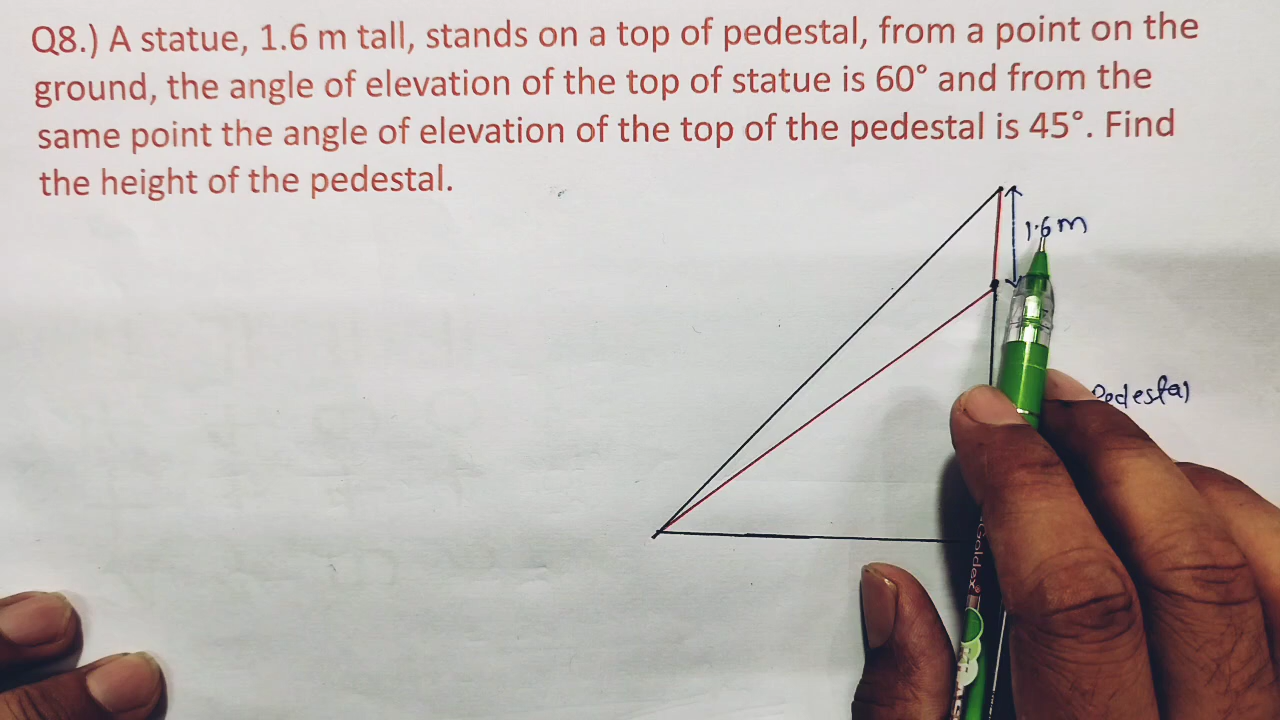 Q8.) A statue, 1.6 m tall, stands on a top of pedestal, from a point on the
ground, the angle of elevation of the top of statue is 60° and from the
same point the angle of elevation of the top of the pedestal is 45°. Find
the height of the pedestal.
1.6 m
Pedestal
Goldex